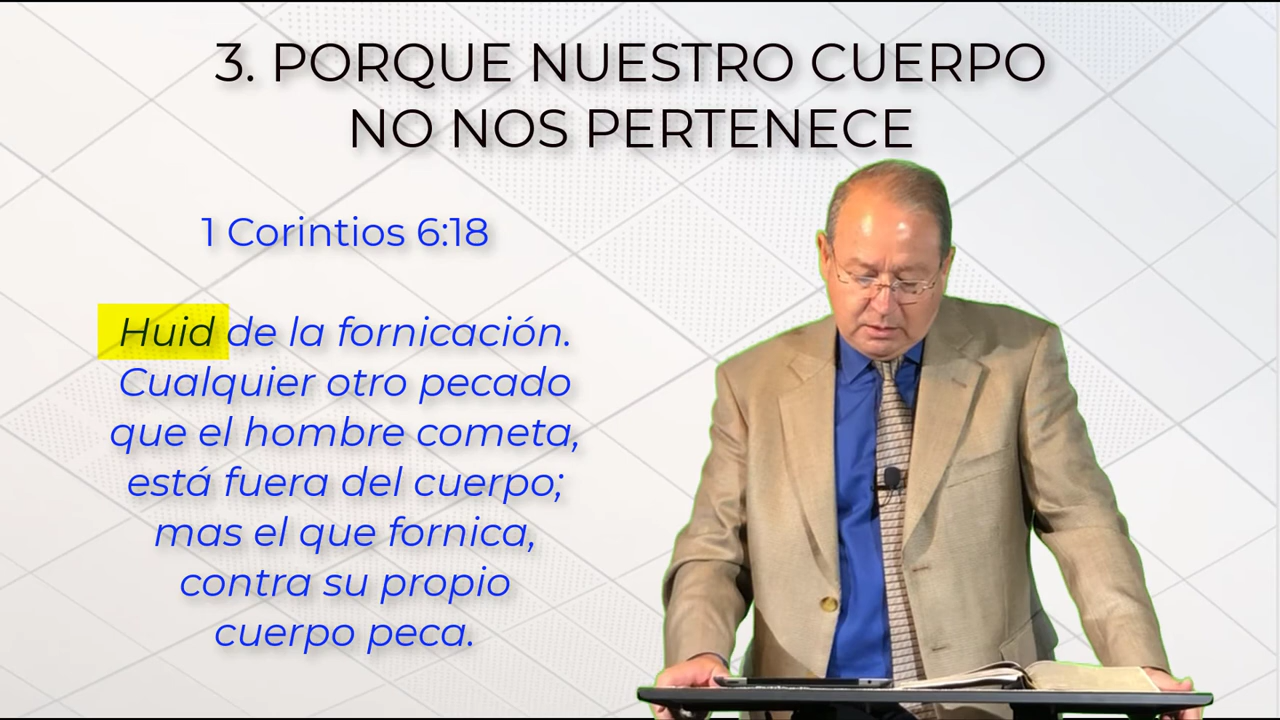 3. PORQUE NUESTRO CUERPO
NO NOS PERTENECE
1 Corintios 6:18
Huid de la fornicación.
Cualquier otro pecado
que el hombre cometa,
está fuera del cuerpo;
mas el que fornica,
contra su propio
cuerpo peca.